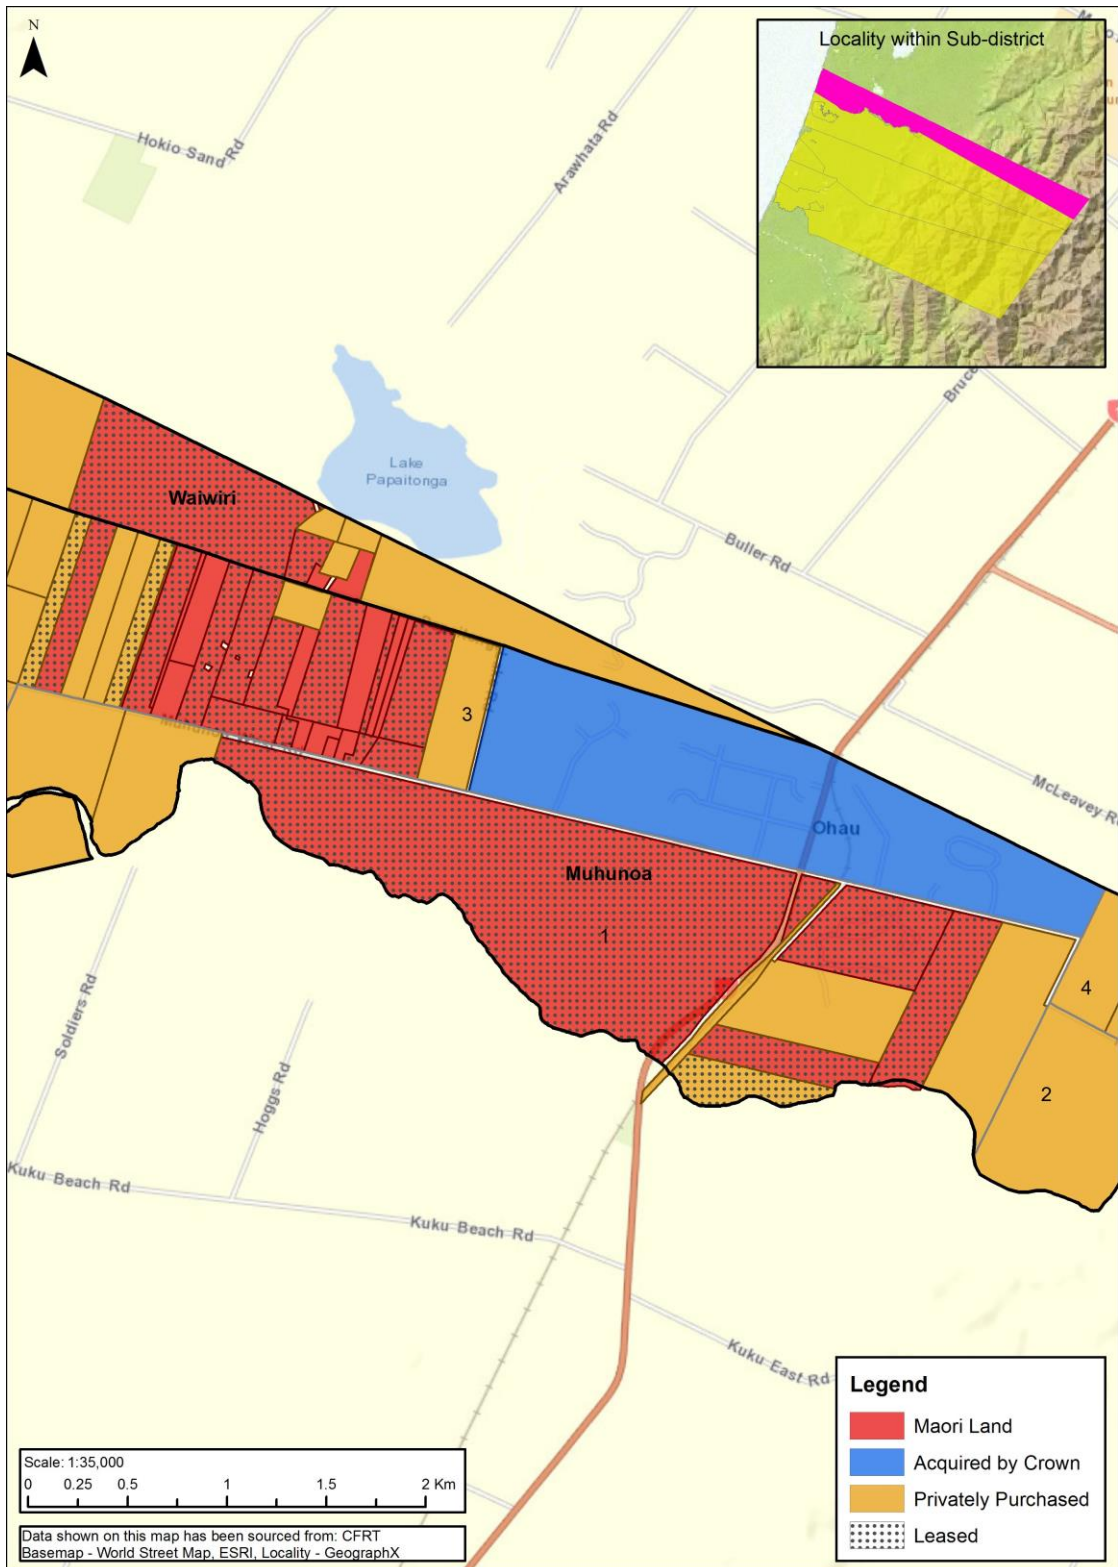 N
Locality within Sub-district
Hokio Sand Rd
Arawhata Rd
Bruce
Lake
Papaitonga
Waiwiri
Buller Rd
3
McLeavey Rd
Ohau
Muhunoa
1
4
2
Soldiers Rd
Hoggs Rd
Kuku Beach Rd
Kuku Beach Rd
Kuku East Rd
Legend
Maori Land
Acquired by Crown
Privately Purchased
Leased
Scale: 1:35,000
0 0.25 0.5 1 1.5 2 Km
Data shown on this map has been sourced from: CFRT
Basemap - World Street Map, ESRI, Locality - GeographX